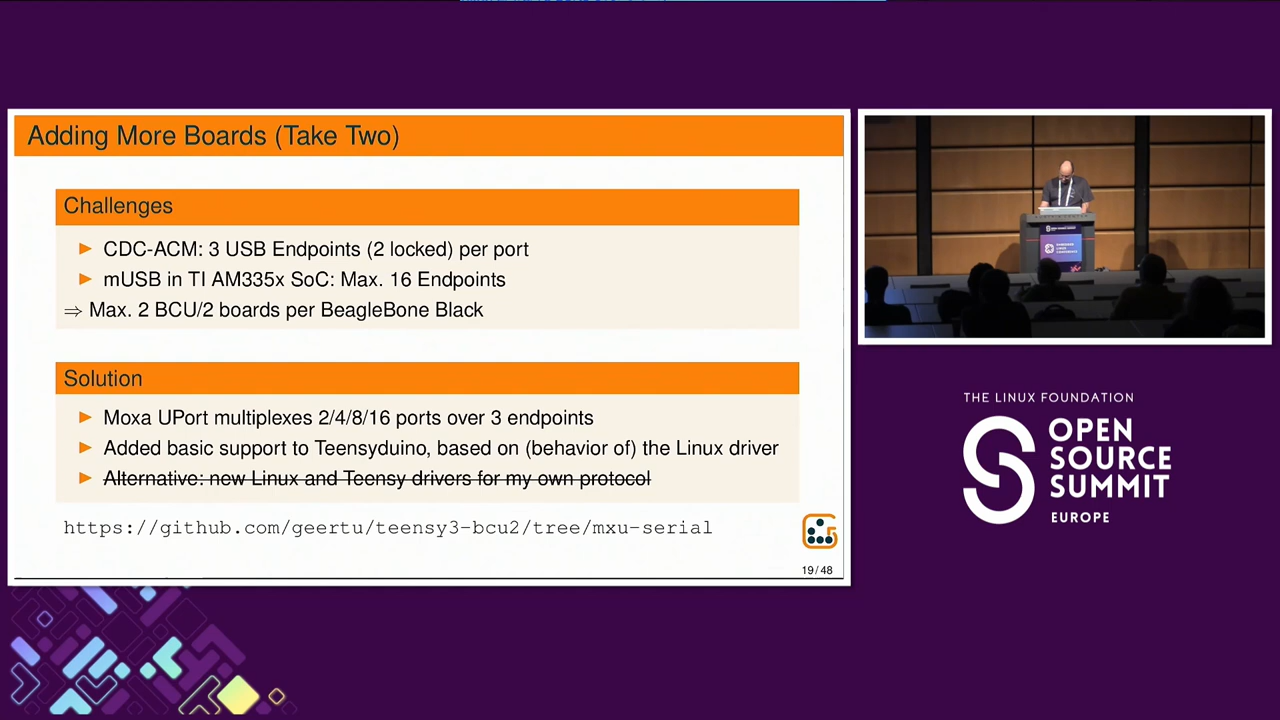 Adding More Boards (Take Two)
Challenges
CDC-ACM: 3 USB Endpoints (2 locked) per port
mUSB in TI AM335x SoC: Max. 16 Endpoints
⇒ Max. 2 BCU/2 boards per BeagleBone Black
Solution
Moxa UPort multiplexes 2/4/8/16 ports over 3 endpoints
Added basic support to Teensyduino, based on (behavior of) the Linux driver
Alternative: new Linux and Teensy drivers for my own protocol
https://github.com/geertu/teensy3-bcu2/tree/mxu-serial
19/48
THE LINUX FOUNDATION
OPEN
SOURCE
SUMMIT
EUROPE